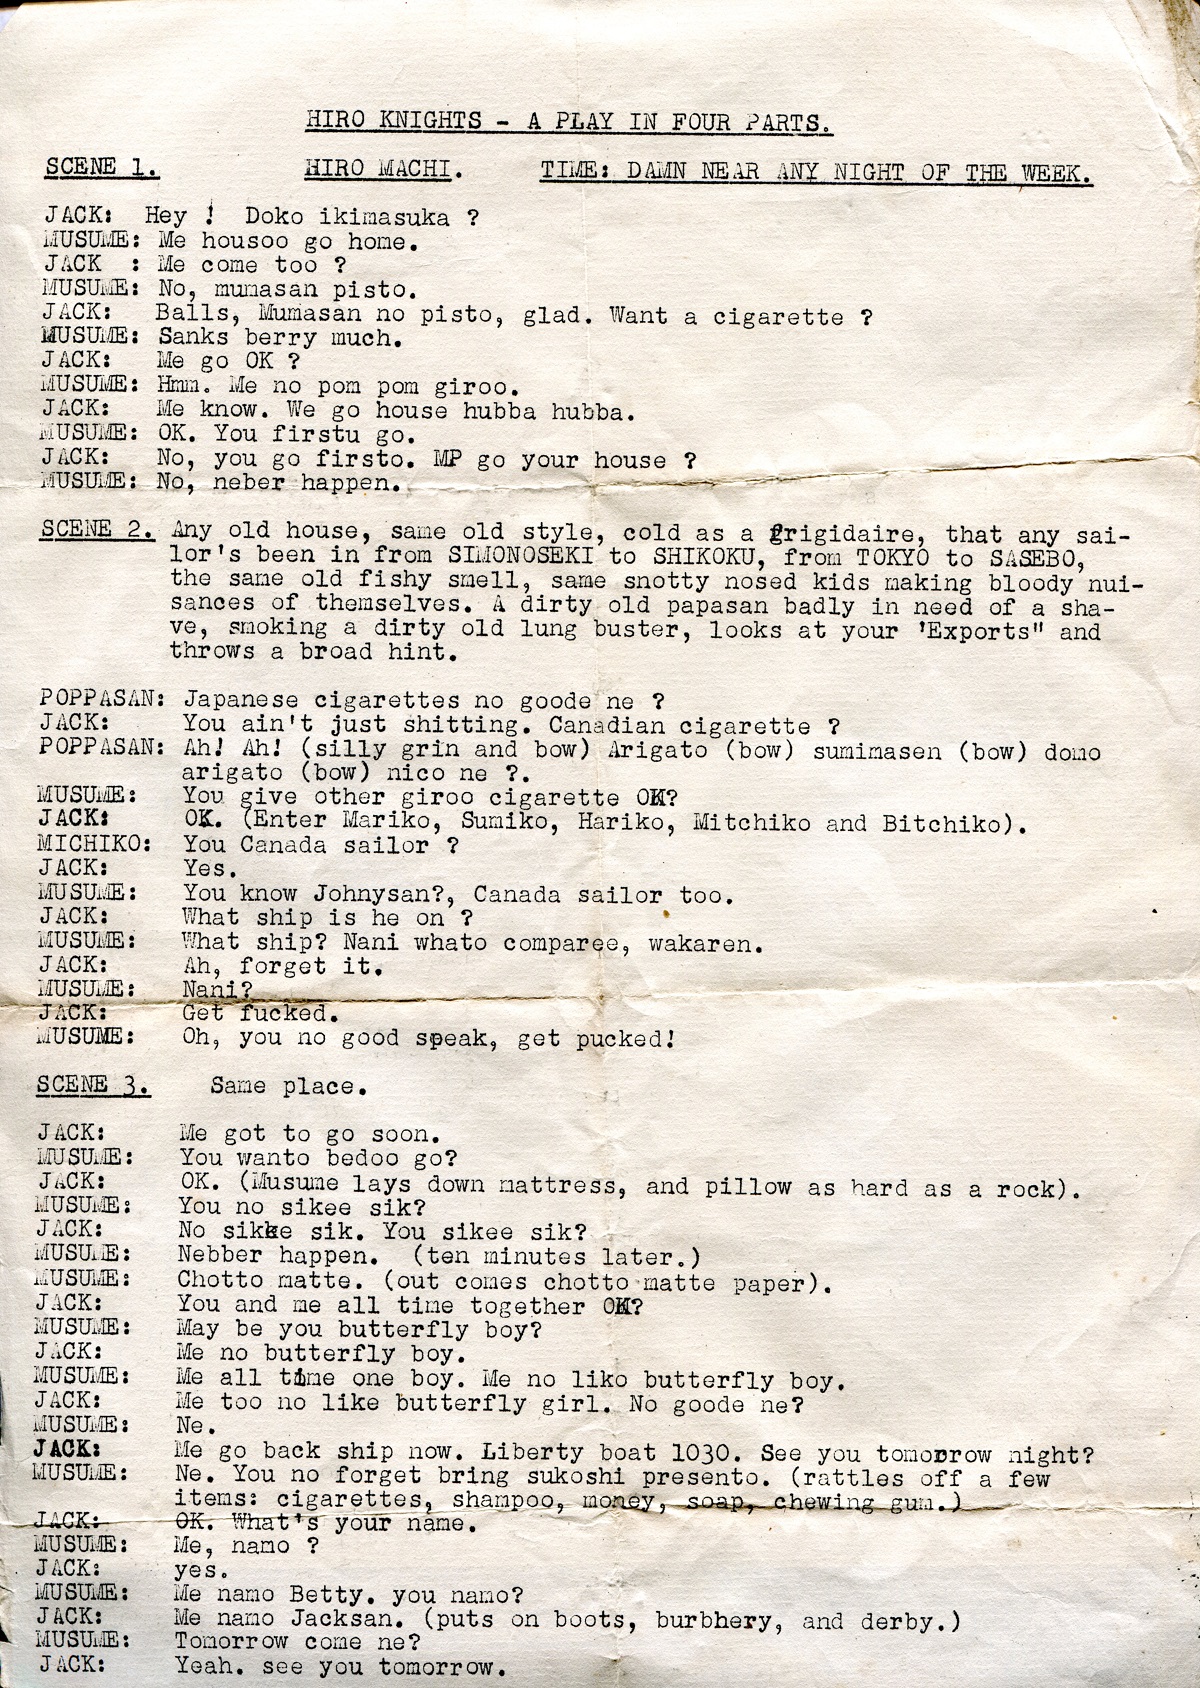 HIRO KNIGHTS - A PLAY IN FOUR PARTS.
SCENE 1. HIRO MACHI. TIME: DAMN NEAR ANY NIGHT OF THE WEEK.
JACK: Hey ! Doko ikimasuka ?
MUSUME: Me housoo go home.
JACK : Me come too ?
MUSUME: No, mumasan pisto.
JACK: Balls, Mumasan no pisto, glad. Want a cigarette ?
MUSUME: Sanks berry much.
JACK: Me go OK ?
MUSUME: Hmm. Me no pom pom giroo.
JACK: Me know. We go house hubba hubba.
MUSUME: OK. You firstu go.
JACK: No, you go firsto. MP go your house ?
MUSUME: No, neber happen.
SCENE 2. Any old house, same old style, cold as a frigidaire, that any sai-
lor's been in from SIMONOSEKI to SHIKOKU, from TOKYO to SASEBO,
the same old fishy smell, same snotty nosed kids making bloody nui-
sances of themselves. A dirty old papasan badly in need of a sha-
ve, smoking a dirty old lung buster, looks at your 'Exports" and
throws a broad hint.
POPPASAN: Japanese cigarettes no goode ne ?
JACK: You ain't just shitting. Canadian cigarette ?
POPPASAN: Ah! Ah! (silly grin and bow) Arigato (bow) sumimasen (bow) domo
arigato (bow) nico ne ?.
MUSUME: You give other giroo cigarette OK?
JACK: OK. (Enter Mariko, Sumiko, Hariko, Mitchiko and Bitchiko).
MICHIKO: You Canada sailor ?
JACK: Yes.
MUSUME: You know Johnysan?, Canada sailor too.
JACK: What ship is he on ?
MUSUME: What ship? Nani whato comparee, wakaren.
JACK: Ah, forget it.
MUSUME: Nani?
JACK: Get fucked.
MUSUME: Oh, you no good speak, get pucked!
SCENE 3. Same place.
JACK: Me got to go soon.
MUSUME: You wanto bedoo go?
JACK: OK. (Musume lays down mattress, and pillow as hard as a rock).
MUSUME: You no sikee sik?
JACK: No sikee sik. You sikee sik?
MUSUME: Nebber happen. (ten minutes later.)
MUSUME: Chotto matte. (out comes chotto matte paper).
JACK: You and me all time together OK?
MUSUME: May be you butterfly boy?
JACK: Me no butterfly boy.
MUSUME: Me all time one boy. Me no liko butterfly boy.
JACK: Me too no like butterfly girl. No goode ne?
MUSUME: Ne.
JACK: Me go back ship now. Liberty boat 1030. See you tomorrow night?
MUSUME: Ne. You no forget bring sukoshi presento. (rattles off a few
items: cigarettes, shampoo, money, soap, chewing gum.)
JACK: OK. What's your name.
MUSUME: Me, namo ?
JACK: yes.
MUSUME: Me namo Betty. you namo?
JACK: Me namo Jacksan. (puts on boots, burbhery, and derby.)
MUSUME: Tomorrow come ne?
JACK: Yeah. see you tomorrow.